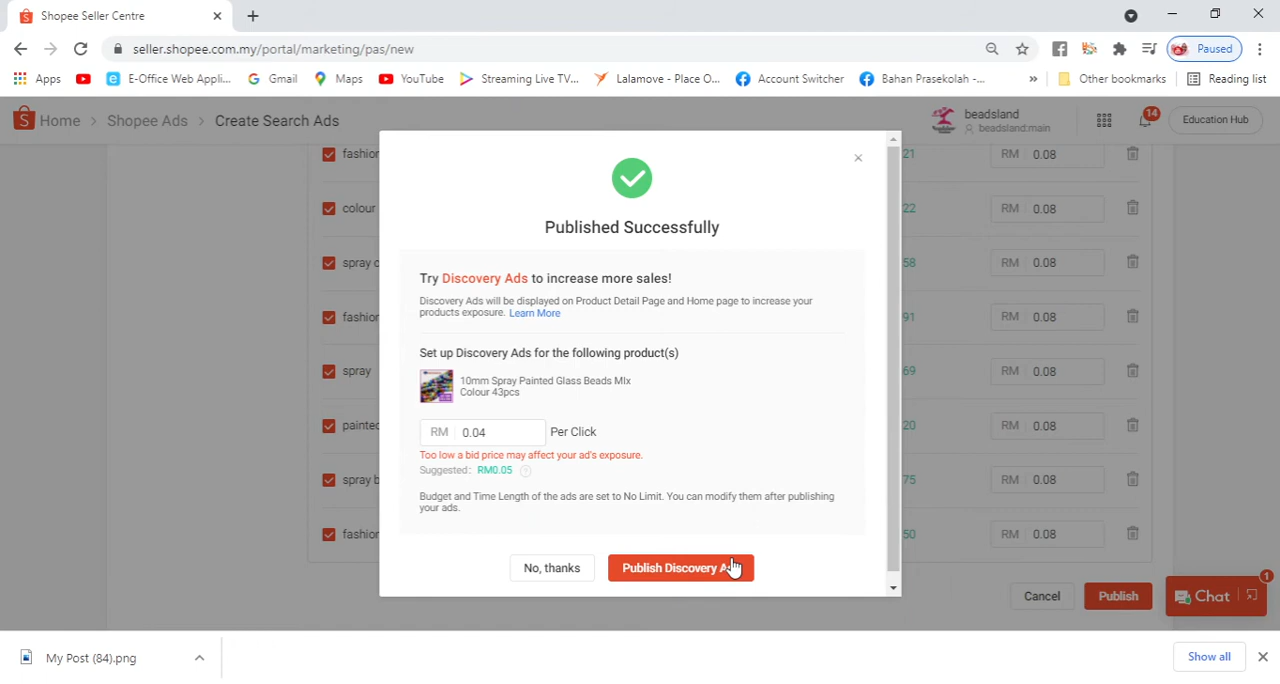 Shopee Seller Centre
seller.shopee.com.my/portal/marketing/pas/new
Paused
Apps
E-Office Web Appli...
Gmail
Maps
YouTube
Streaming Live TV...
Lalamove - Place O...
Account Switcher
Bahan Prasekolah -...
»
Other bookmarks
Reading list
Home > Shopee Ads > Create Search Ads
beadsland
beadsland:main
14
Education Hub
fashion
21
RM 0.08
colour
22
RM 0.08
spray
58
RM 0.08
fashion
91
RM 0.08
spray
69
RM 0.08
painted
20
RM 0.08
spray b
75
RM 0.08
fashion
50
RM 0.08
Published Successfully
Try Discovery Ads to increase more sales!
Discovery Ads will be displayed on Product Detail Page and Home page to increase your
products exposure. Learn More
Set up Discovery Ads for the following product(s)
10mm Spray Painted Glass Beads MIx
Colour 43pcs
RM 0.04 Per Click
Too low a bid price may affect your ad's exposure.
Suggested: RM0.05 ?
Budget and Time Length of the ads are set to No Limit. You can modify them after publishing
your ads.
No, thanks
Publish Discovery A
Cancel
Publish
Chat
1
My Post (84).png
Show all